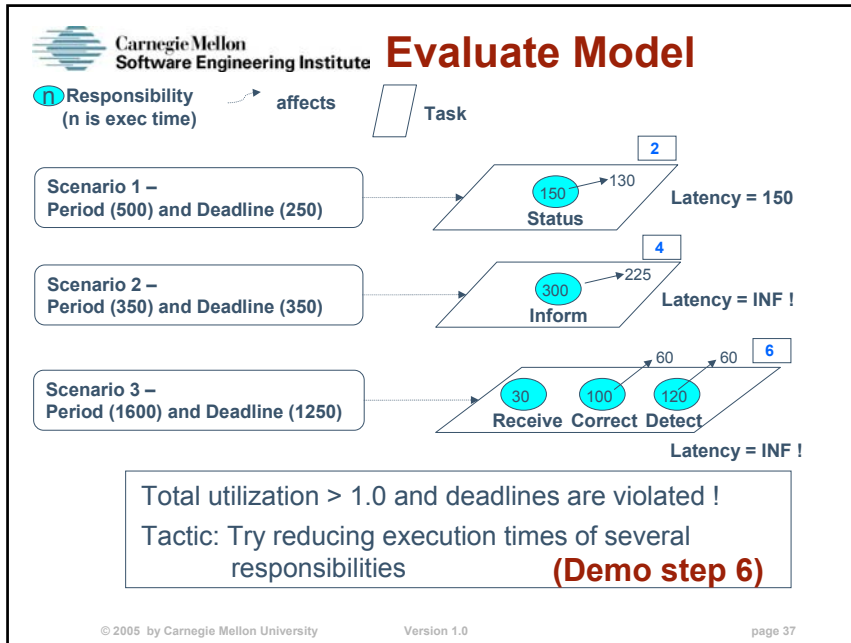 Carnegie Mellon
Software Engineering Institute
Evaluate Model
n Responsibility
(n is exec time)
affects
Task
2
Scenario 1 –
Period (500) and Deadline (250)
150
130
Status
Latency = 150
4
Scenario 2 –
Period (350) and Deadline (350)
300
225
Inform
Latency = INF !
60
60
6
Scenario 3 –
Period (1600) and Deadline (1250)
30
100
120
Receive Correct Detect
Latency = INF !
Total utilization > 1.0 and deadlines are violated !
Tactic: Try reducing execution times of several
responsibilities
(Demo step 6)
© 2005 by Carnegie Mellon University
Version 1.0
page 37